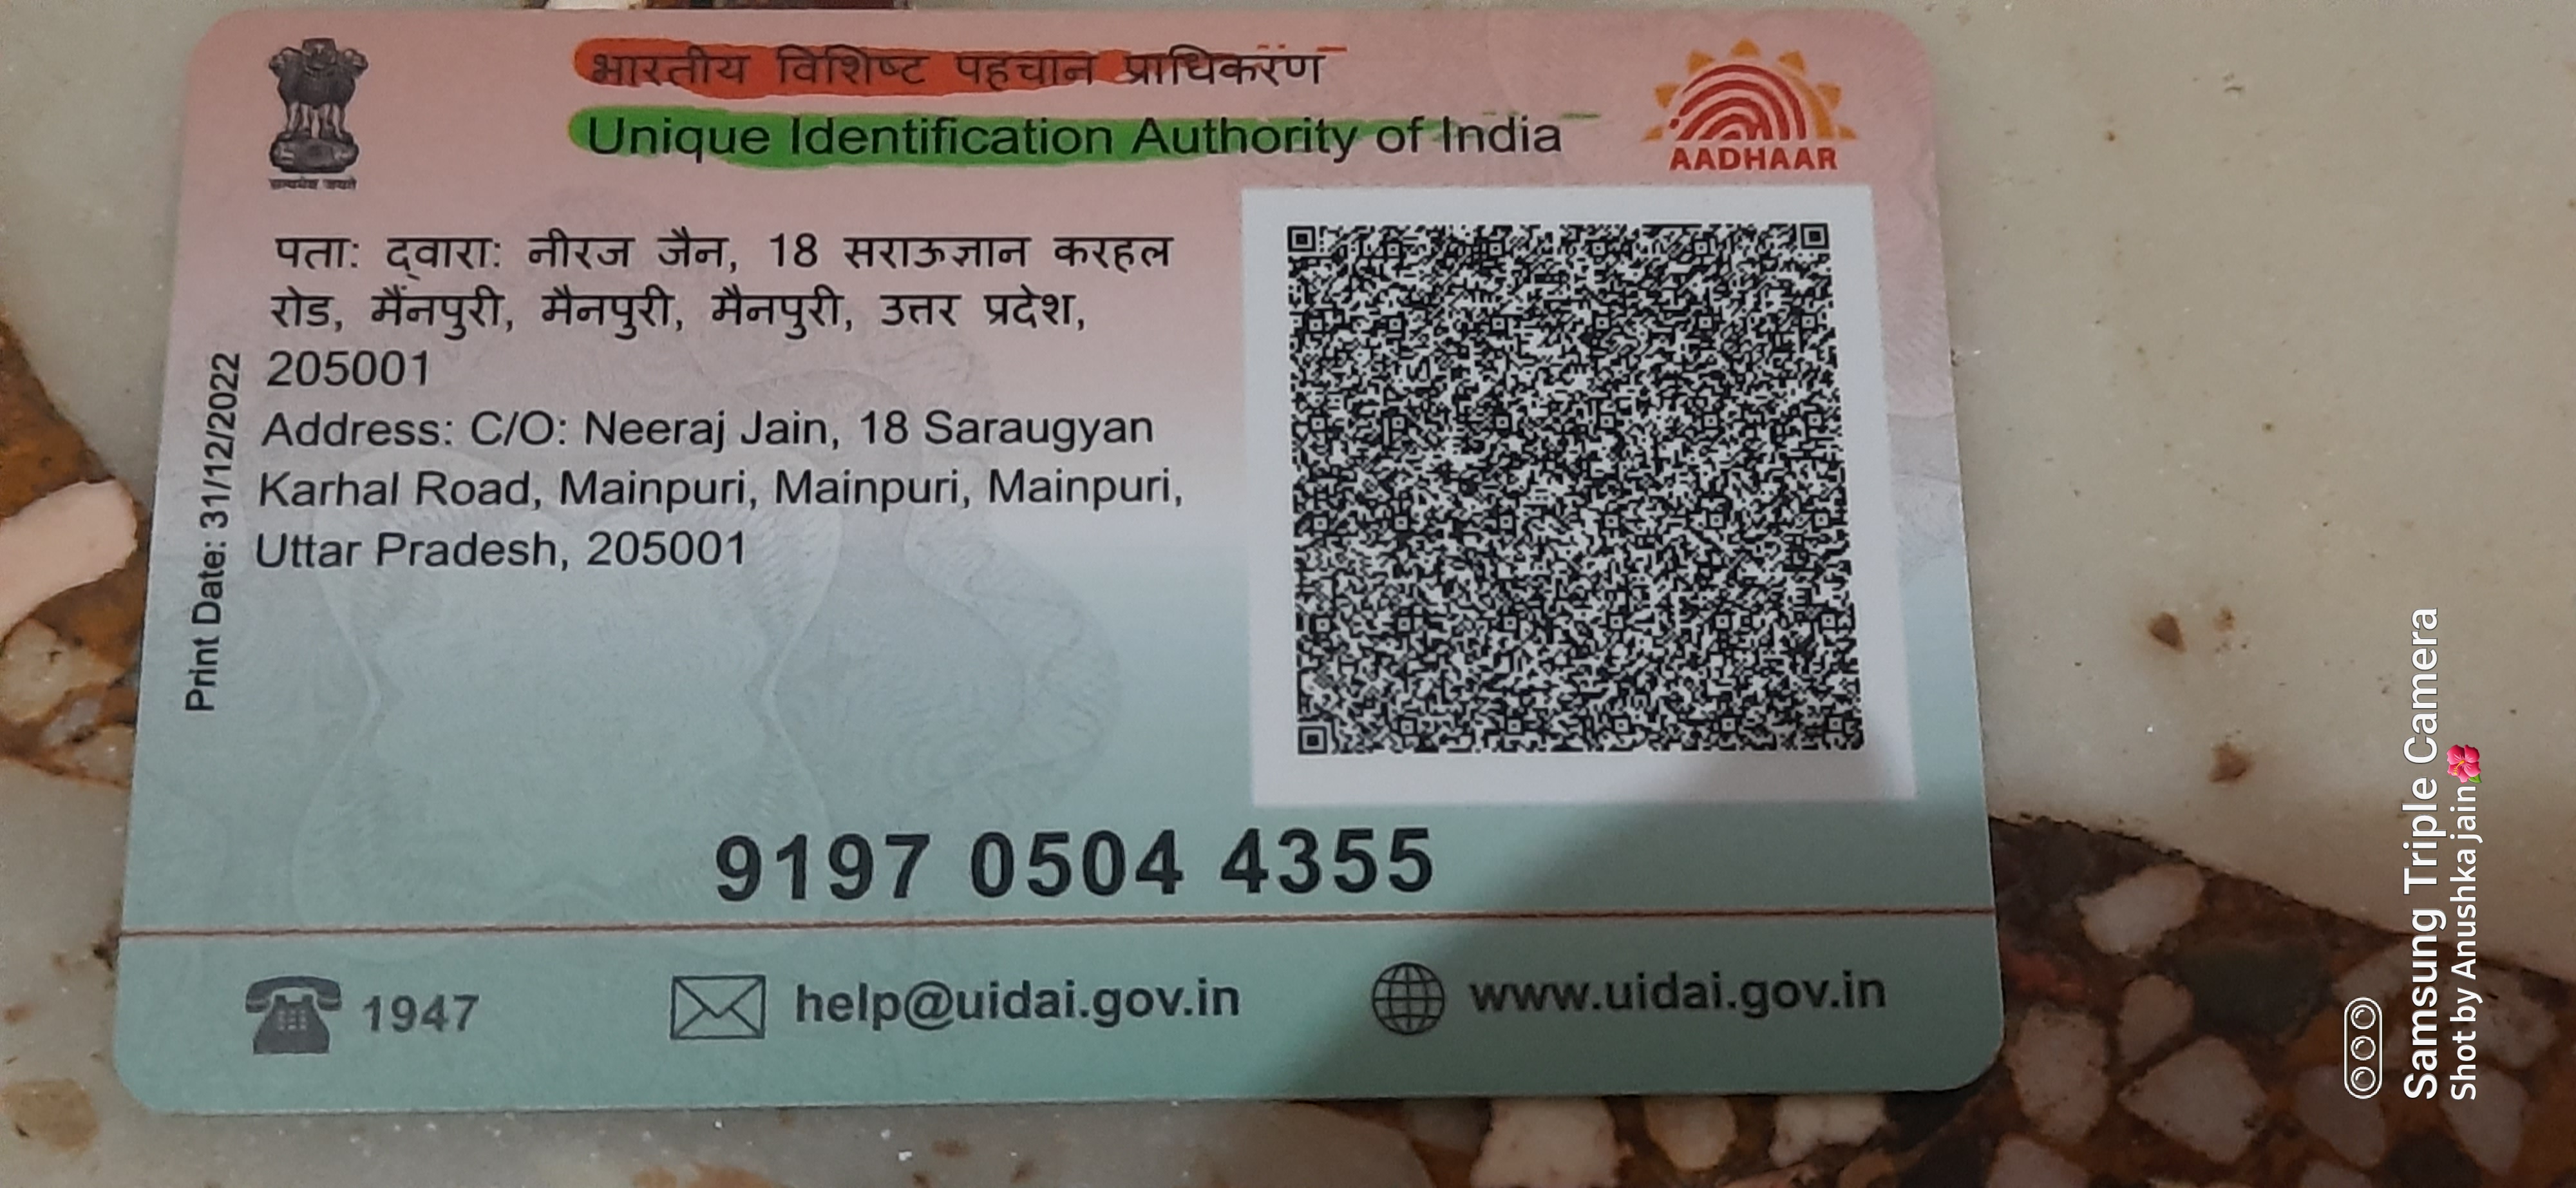 भारतीय विशिष्ट पहचान प्राधिकरण
Unique Identification Authority of India
AADHAAR
सत्यमेव जयते
पता: द्वारा: नीरज जैन, 18 सराऊज्ञान करहल
रोड, मैंनपुरी, मैनपुरी, मैनपुरी, उत्तर प्रदेश,
205001
Address: C/O: Neeraj Jain, 18 Saraugyan
Karhal Road, Mainpuri, Mainpuri, Mainpuri,
Uttar Pradesh, 205001
Print Date: 31/12/2022
9197 0504 4355
1947
help@uidai.gov.in
www.uidai.gov.in
Samsung Triple Camera
Shot by Anushka jain🌺